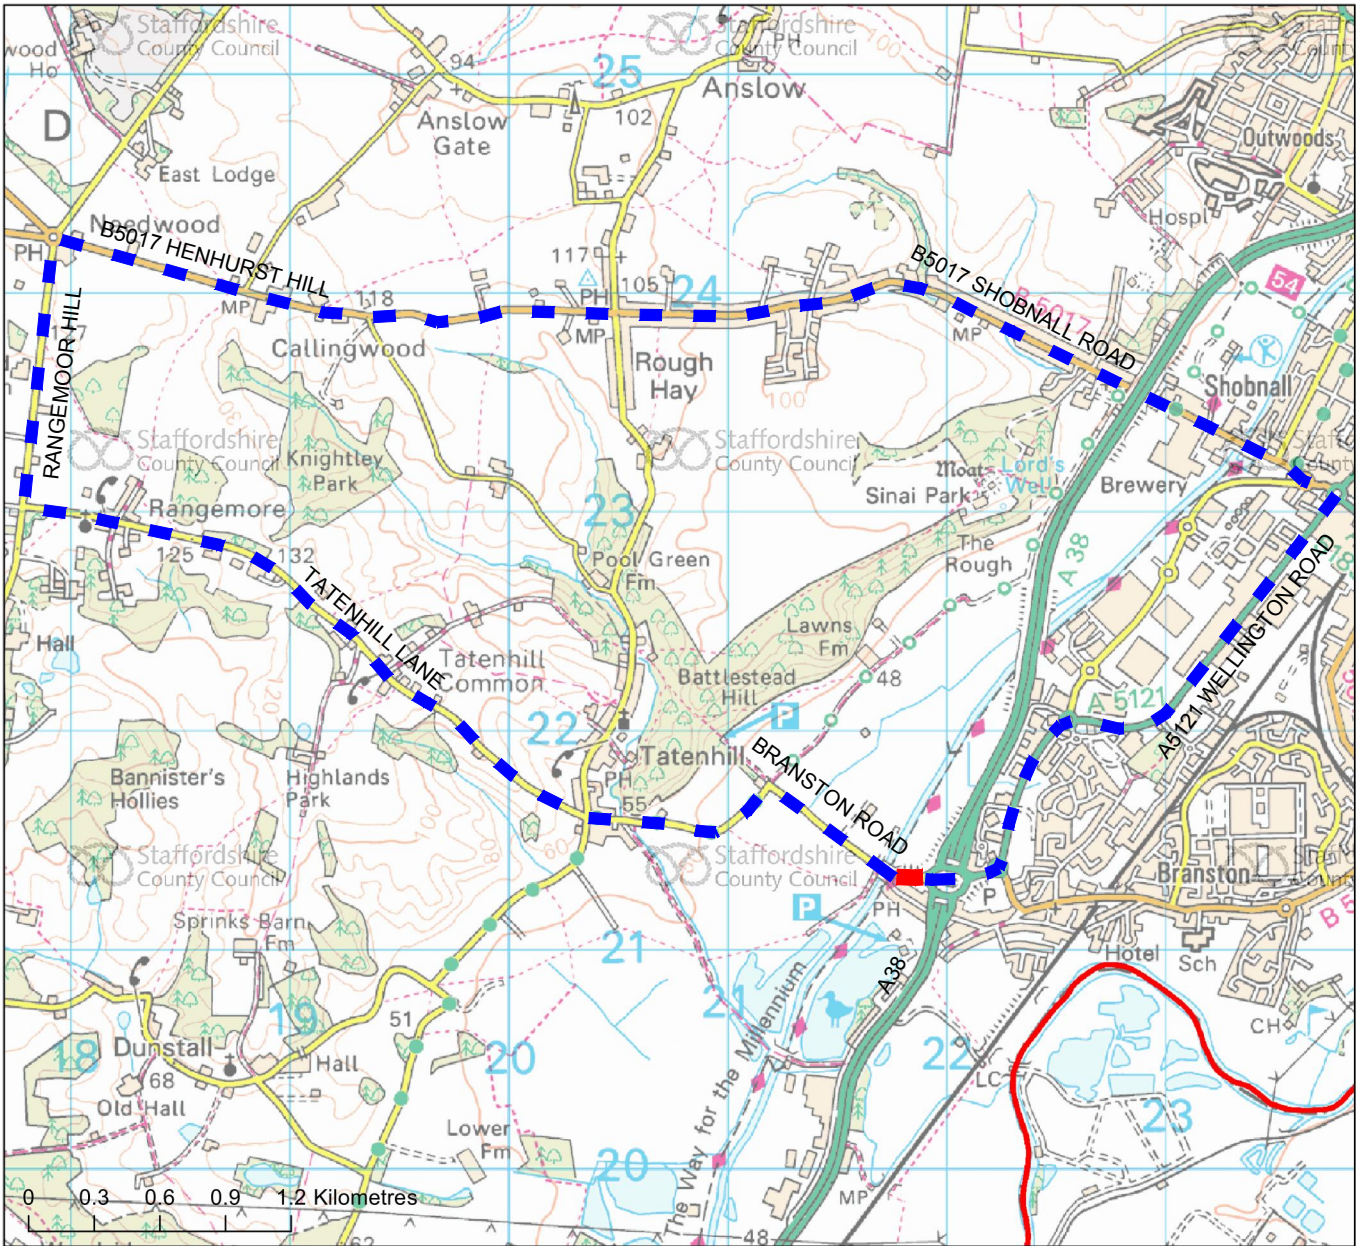 Staffordshire
County Council
Staffordshire
County Council
wood
Ho
94
25
PH
100
Anslow
102
Anslow
Gate
D
Outwoods
East Lodge
Hospl
Needwood
PH
B5017 HENHURST HILL
117
105
24
PH
MP
118
MP
B5017 SHOBNALL ROAD
B 5017
MP
54
Callingwood
Rough
Hay
100
Shobnall
RANGEMOOR HILL
Staffordshire
County Council
Staffordshire
County Council
Knightley
Park
Moat
Lord's
Well
Sinai Park
Brewery
Rangemore
125
132
23
The
Rough
Pool Green
Fm
A 38
TATENHILL LANE
A5121 WELLINGTON ROAD
Hall
Lawns
Fm
Tatenhill
Common
Battlestead
Hill
48
A 5121
22
P
Tatenhill
PH
55
BRANSTON ROAD
Bannister's
Hollies
Highlands
Park
80
Staffordshire
County Council
Staffordshire
County Council
Branston
P
PH
P
B 5
Sprinks Barn
Fm
21
Hotel
Sch
A38
21
19
51
The Way for the Millennium
CH
18
Dunstall
68
Hall
20
22
LC
Old Hall
23
Lower
Fm
20
MP
0 0.3 0.6 0.9 1.2 Kilometres
48
62